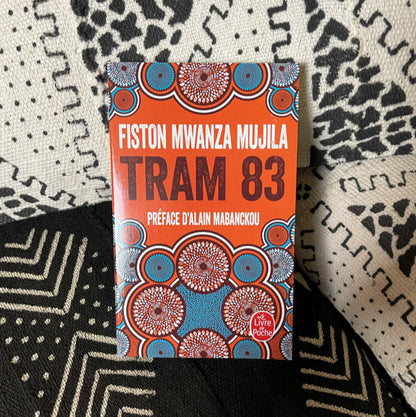 FISTON MWANZA MUJILA
TRAM 83
PRÉFACE D'ALAIN MABANCKOU
Le Livre
de Poche